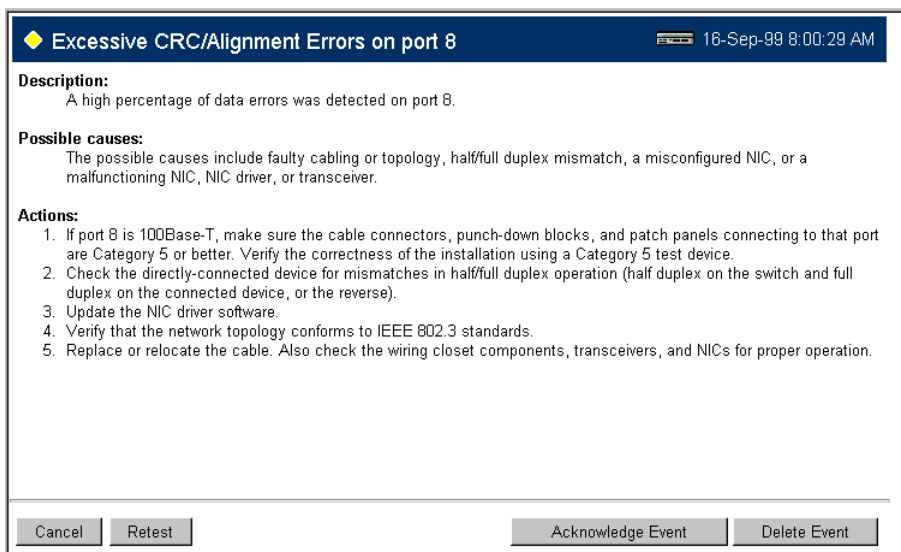 Excessive CRC/Alignment Errors on port 8
16-Sep-99 8:00:29 AM
Description:
A high percentage of data errors was detected on port 8.
Possible causes:
The possible causes include faulty cabling or topology, half/full duplex mismatch, a misconfigured NIC, or a
malfunctioning NIC, NIC driver, or transceiver.
Actions:
1. If port 8 is 100Base-T, make sure the cable connectors, punch-down blocks, and patch panels connecting to that port
are Category 5 or better. Verify the correctness of the installation using a Category 5 test device.
2. Check the directly-connected device for mismatches in half/full duplex operation (half duplex on the switch and full
duplex on the connected device, or the reverse).
3. Update the NIC driver software.
4. Verify that the network topology conforms to IEEE 802.3 standards.
5. Replace or relocate the cable. Also check the wiring closet components, transceivers, and NICs for proper operation.
Cancel
Retest
Acknowledge Event
Delete Event